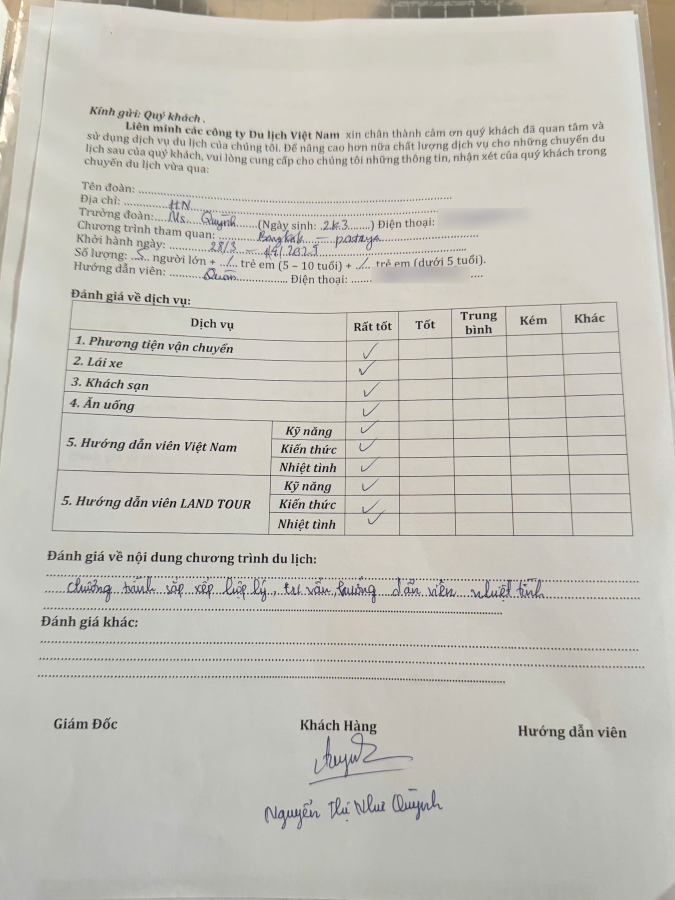 Kính gửi: Quý khách .
Liên minh các công ty Du lịch Việt Nam xin chân thành cảm ơn quý khách đã quan tâm và
sử dụng dịch vụ du lịch của chúng tôi. Để nâng cao hơn nữa chất lượng dịch vụ cho những chuyến du
lịch sau của quý khách, vui lòng cung cấp cho chúng tôi những thông tin, nhận xét của quý khách trong
chuyến du lịch vừa qua:
Tên đoàn:
Địa chỉ: HN
Trưởng đoàn: Ms. Quỳnh (Ngày sinh: 2.k.3) Điện thoại:
Chương trình tham quan: Bangkok - pataya
Khởi hành ngày: 28/3 -
Số lượng: 5 người lớn + / trẻ em (5 – 10 tuổi) + / trẻ em (dưới 5 tuổi).
Hướng dẫn viên: Quân Điện thoại:
Đánh giá về dịch vụ:
Dịch vụ Rất tốt Tốt Trung bình Kém Khác
1. Phương tiện vận chuyển ✓
2. Lái xe ✓
3. Khách sạn ✓
4. Ăn uống ✓
5. Hướng dẫn viên Việt Nam Kỹ năng ✓
Kiến thức ✓
Nhiệt tình ✓
5. Hướng dẫn viên LAND TOUR Kỹ năng ✓
Kiến thức ✓
Nhiệt tình ✓
Đánh giá về nội dung chương trình du lịch:
chương trình sắp xếp hợp lý, tư vấn, hướng dẫn viên nhiệt tình
Đánh giá khác:
Giám Đốc Khách Hàng Hướng dẫn viên
Nguyễn Thị Như Quỳnh